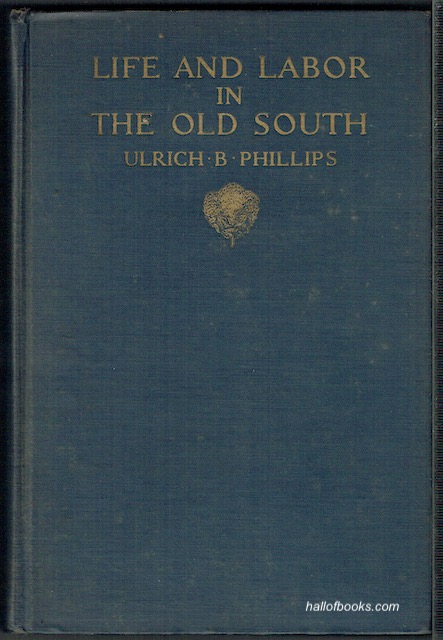 LIFE AND LABOR
IN
THE OLD SOUTH
ULRICH·B·PHILLIPS
hallofbooks.com